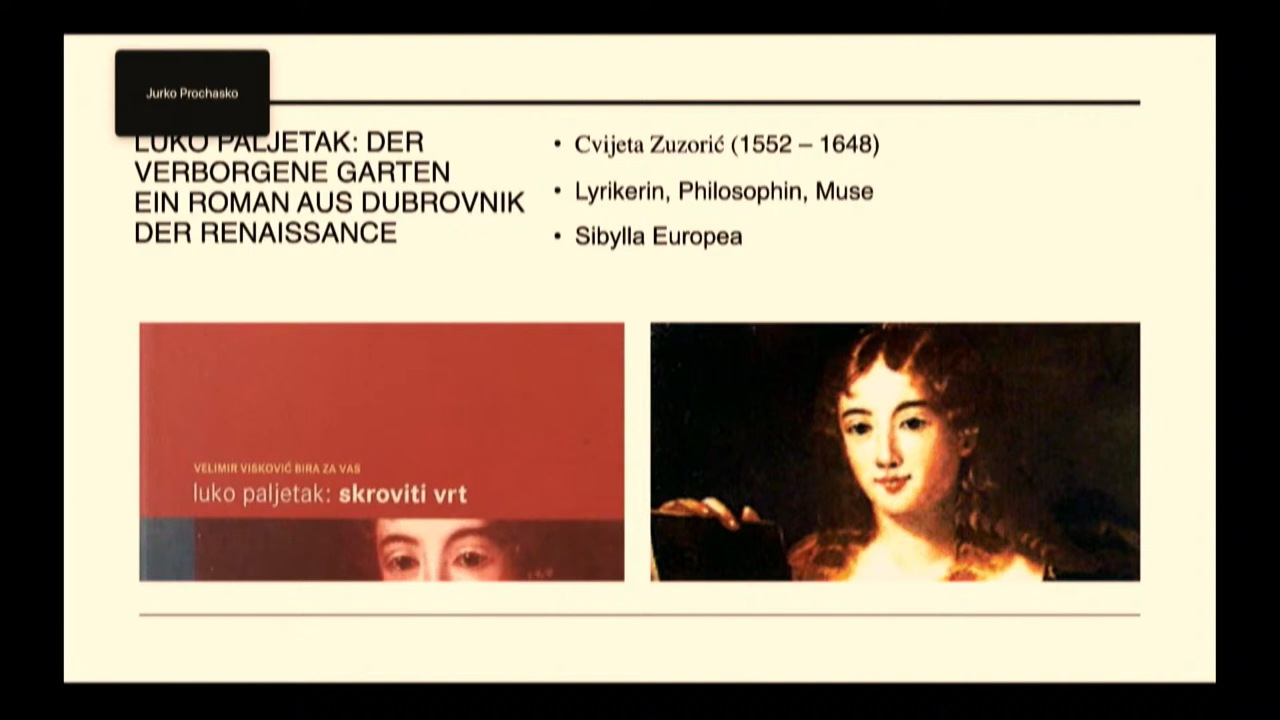 Jurko Prochasko
LUKO PALJETAK: DER
VERBORGENE GARTEN
EIN ROMAN AUS DUBROVNIK
DER RENAISSANCE
• Cvijeta Zuzorić (1552 – 1648)
• Lyrikerin, Philosophin, Muse
• Sibylla Europea
VELIMIR VISKOVIĆ BIRA ZA VAS
luko paljetak: skroviti vrt